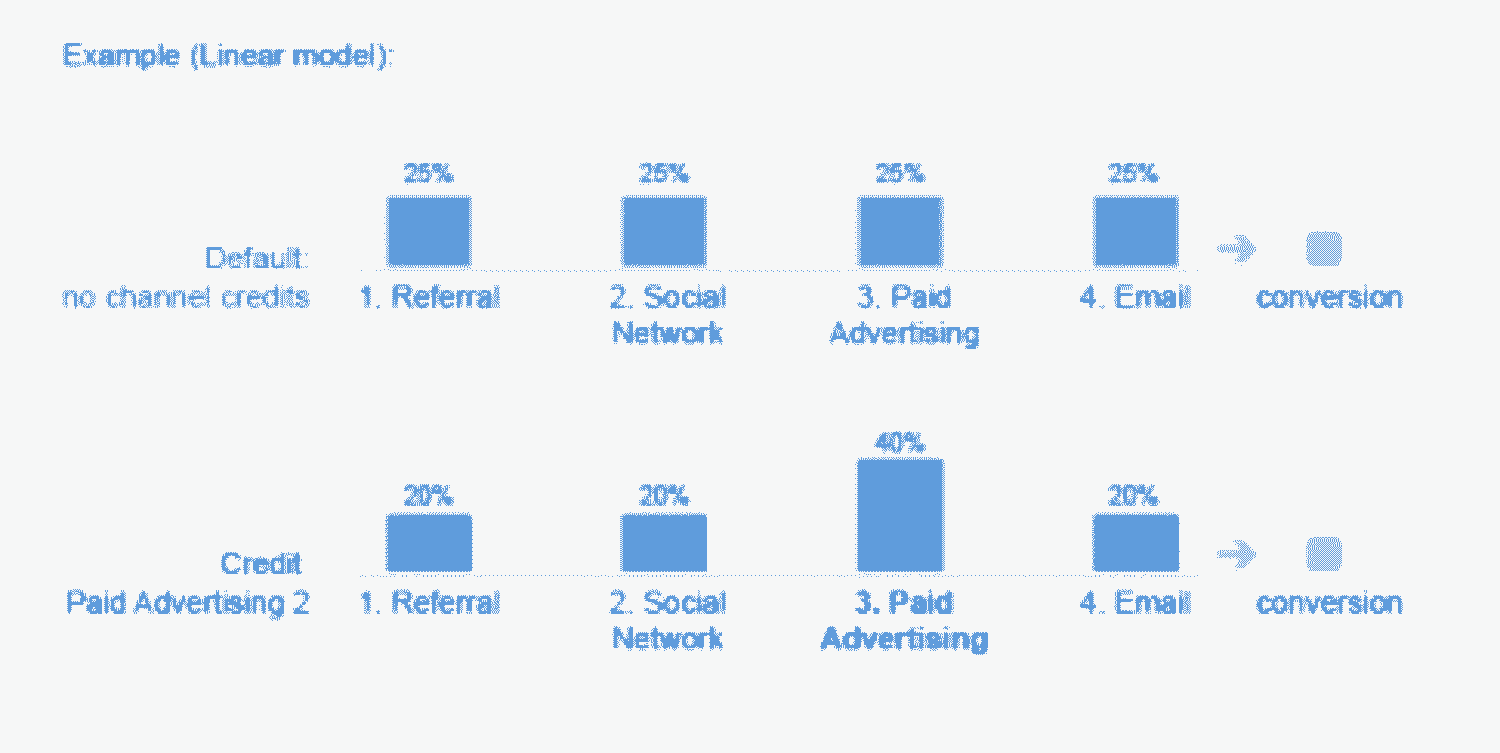 Example (Linear model):
25% 25% 25% 25%
Default:
no channel credits 1. Referral 2. Social 3. Paid 4. Email conversion
Network Advertising
40%
20% 20% 20%
Credit
Paid Advertising 2 1. Referral 2. Social 3. Paid 4. Email conversion
Network Advertising